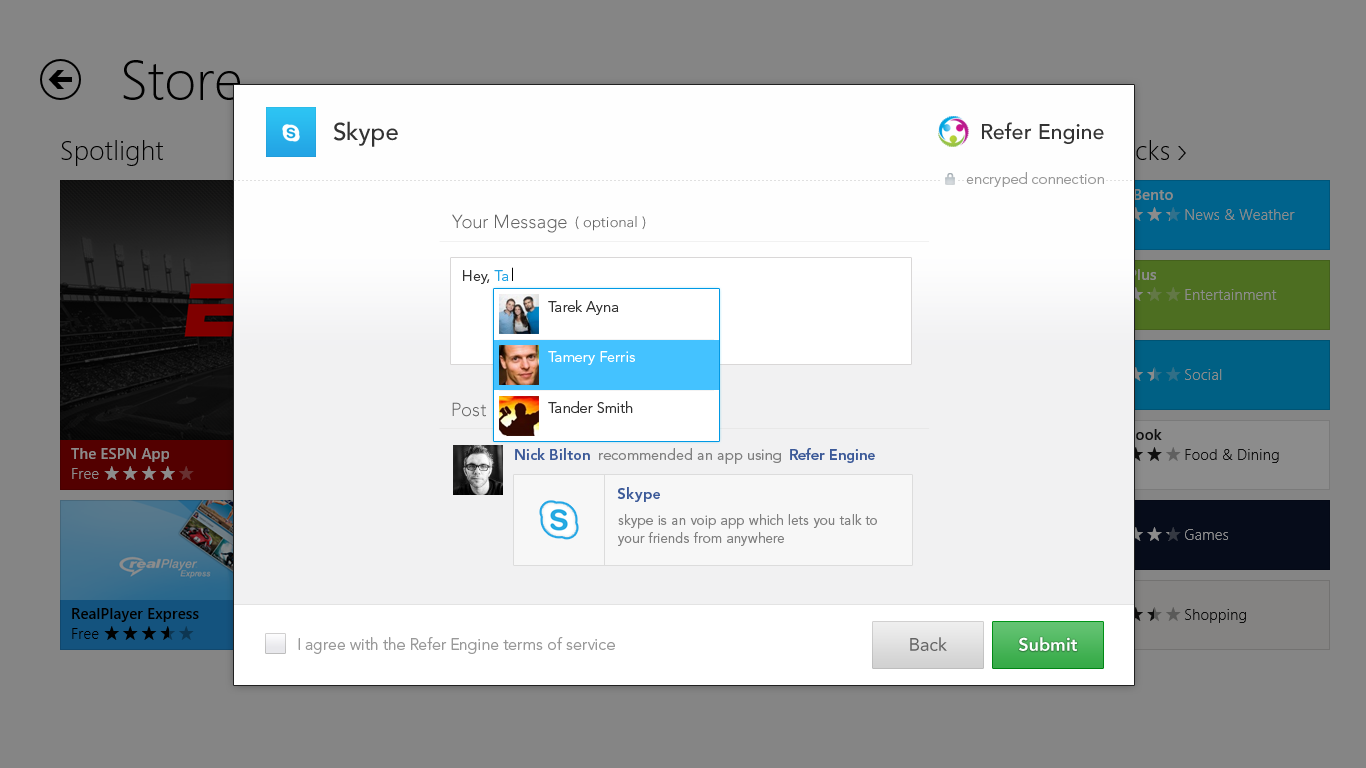 Store
Spotlight
The ESPN App
Free
realPlayer
Express
RealPlayer Express
Free
Skype
Refer Engine
encryped connection
Your Message ( optional )
Hey, Ta
Tarek Ayna
Tamery Ferris
Tander Smith
Post
Nick Bilton recommended an app using Refer Engine
Skype
skype is an voip app which lets you talk to
your friends from anywhere
I agree with the Refer Engine terms of service
Back
Submit
cks >
Bento
News & Weather
Plus
Entertainment
Social
ook
Food & Dining
Games
Shopping